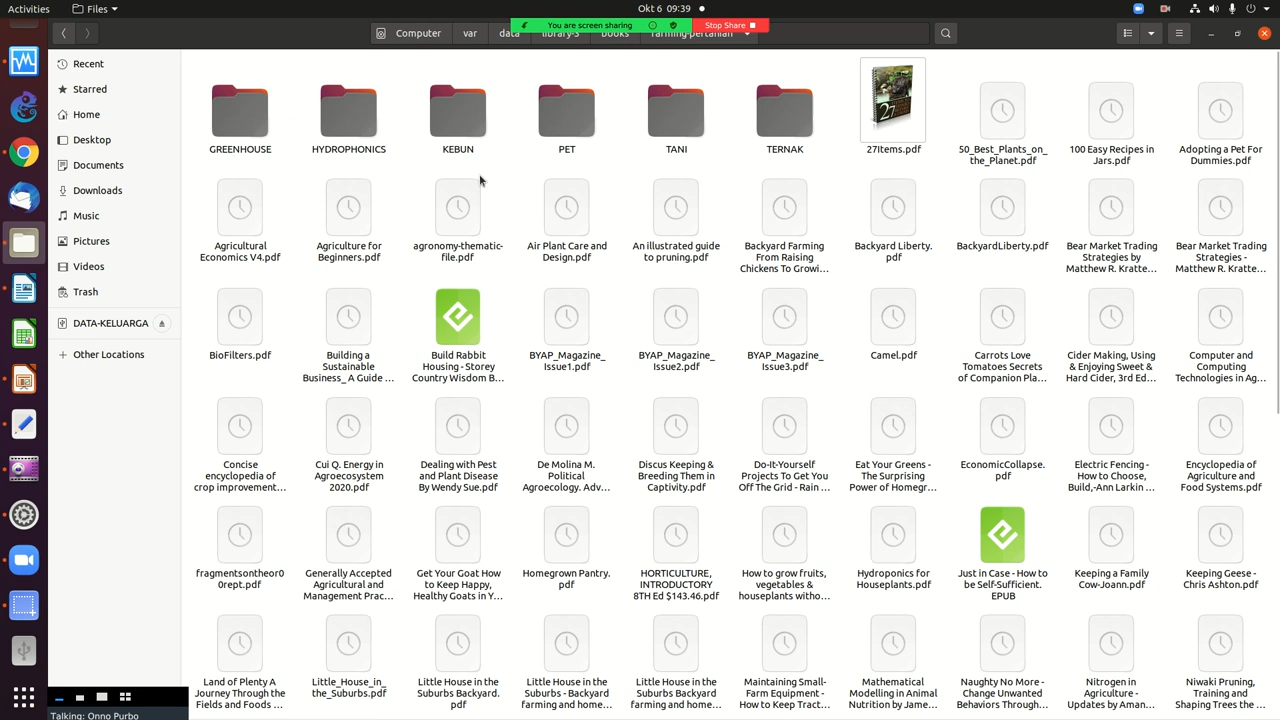 Activities Files Okt 6 09:39
You are screen sharing Stop Share
Computer var data library-3 books farming-pertanian
Recent
Starred
Home
Desktop
Documents
Downloads
Music
Pictures
Videos
Trash
DATA-KELUARGA
Other Locations
GREENHOUSE
HYDROPHONICS
KEBUN
PET
TANI
TERNAK
27Items.pdf
50_Best_Plants_on_
the_Planet.pdf
100 Easy Recipes in
Jars.pdf
Adopting a Pet For
Dummies.pdf
Agricultural
Economics V4.pdf
Agriculture for
Beginners.pdf
agronomy-thematic-
file.pdf
Air Plant Care and
Design.pdf
An illustrated guide
to pruning.pdf
Backyard Farming
From Raising
Chickens To Growi...
Backyard Liberty.
pdf
BackyardLiberty.pdf
Bear Market Trading
Strategies by
Matthew R. Kratte...
Bear Market Trading
Strategies -
Matthew R. Kratte...
BioFilters.pdf
Building a
Sustainable
Business_ A Guide ...
Build Rabbit
Housing - Storey
Country Wisdom B...
BYAP_Magazine_
Issue1.pdf
BYAP_Magazine_
Issue2.pdf
BYAP_Magazine_
Issue3.pdf
Camel.pdf
Carrots Love
Tomatoes Secrets
of Companion Pla...
Cider Making, Using
& Enjoying Sweet &
Hard Cider, 3rd Ed...
Computer and
Computing
Technologies in Ag...
Concise
encyclopedia of
crop improvement...
Cui Q. Energy in
Agroecosystem
2020.pdf
Dealing with Pest
and Plant Disease
By Wendy Sue.pdf
De Molina M.
Political
Agroecology. Adv...
Discus Keeping &
Breeding Them in
Captivity.pdf
Do-It-Yourself
Projects To Get You
Off The Grid - Rain ...
Eat Your Greens -
The Surprising
Power of Homegr...
EconomicCollapse.
pdf
Electric Fencing -
How to Choose,
Build,-Ann Larkin ...
Encyclopedia of
Agriculture and
Food Systems.pdf
fragmentsontheor0
0rept.pdf
Generally Accepted
Agricultural and
Management Prac...
Get Your Goat How
to Keep Happy,
Healthy Goats in Y...
Homegrown Pantry.
pdf
HORTICULTURE,
INTRODUCTORY
8TH Ed $143.46.pdf
How to grow fruits,
vegetables &
houseplants witho...
Hydroponics for
Houseplants.pdf
Just in Case - How to
be Self-Sufficient.
EPUB
Keeping a Family
Cow-Joann.pdf
Keeping Geese -
Chris Ashton.pdf
Land of Plenty A
Journey Through the
Fields and Foods ...
Little_House_in_
the_Suburbs.pdf
Little House in the
Suburbs Backyard.
pdf
Little House in the
Suburbs - Backyard
farming and home...
Little House in the
Suburbs Backyard
farming and home...
Maintaining Small-
Farm Equipment -
How to Keep Tract...
Mathematical
Modelling in Animal
Nutrition by Jame...
Naughty No More -
Change Unwanted
Behaviors Through...
Nitrogen in
Agriculture -
Updates by Aman...
Niwaki Pruning,
Training and
Shaping Trees the ...
Talking: Onno Purbo